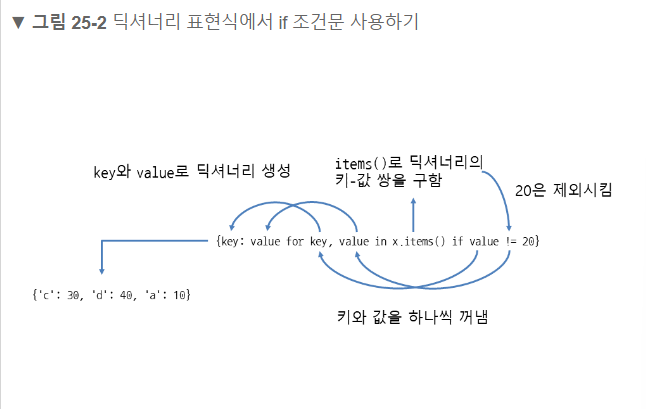 ▼ 그림 25-2 딕셔너리 표현식에서 if 조건문 사용하기
key와 value로 딕셔너리 생성
items()로 딕셔너리의
키-값 쌍을 구함
20은 제외시킴
{key: value for key, value in x.items() if value != 20}
{'c': 30, 'd': 40, 'a': 10}
키와 값을 하나씩 꺼냄